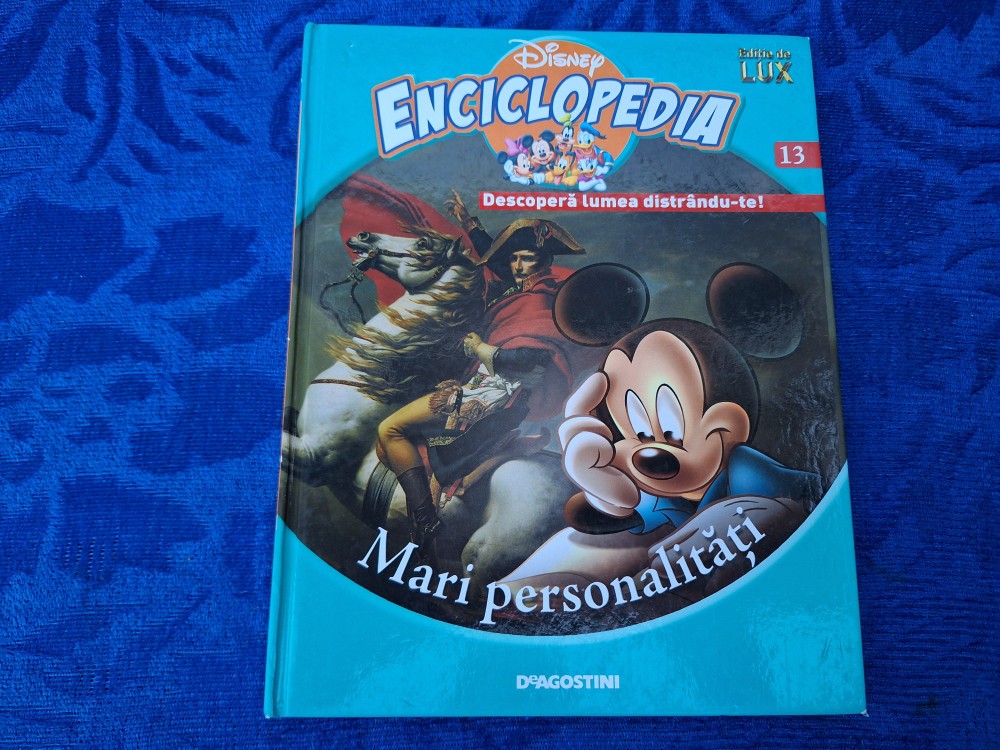 Disney
ENCICLOPEDIA
Ediție de
LUX
13
Descoperă lumea distrându-te!
Mari personalități
DEAGOSTINI